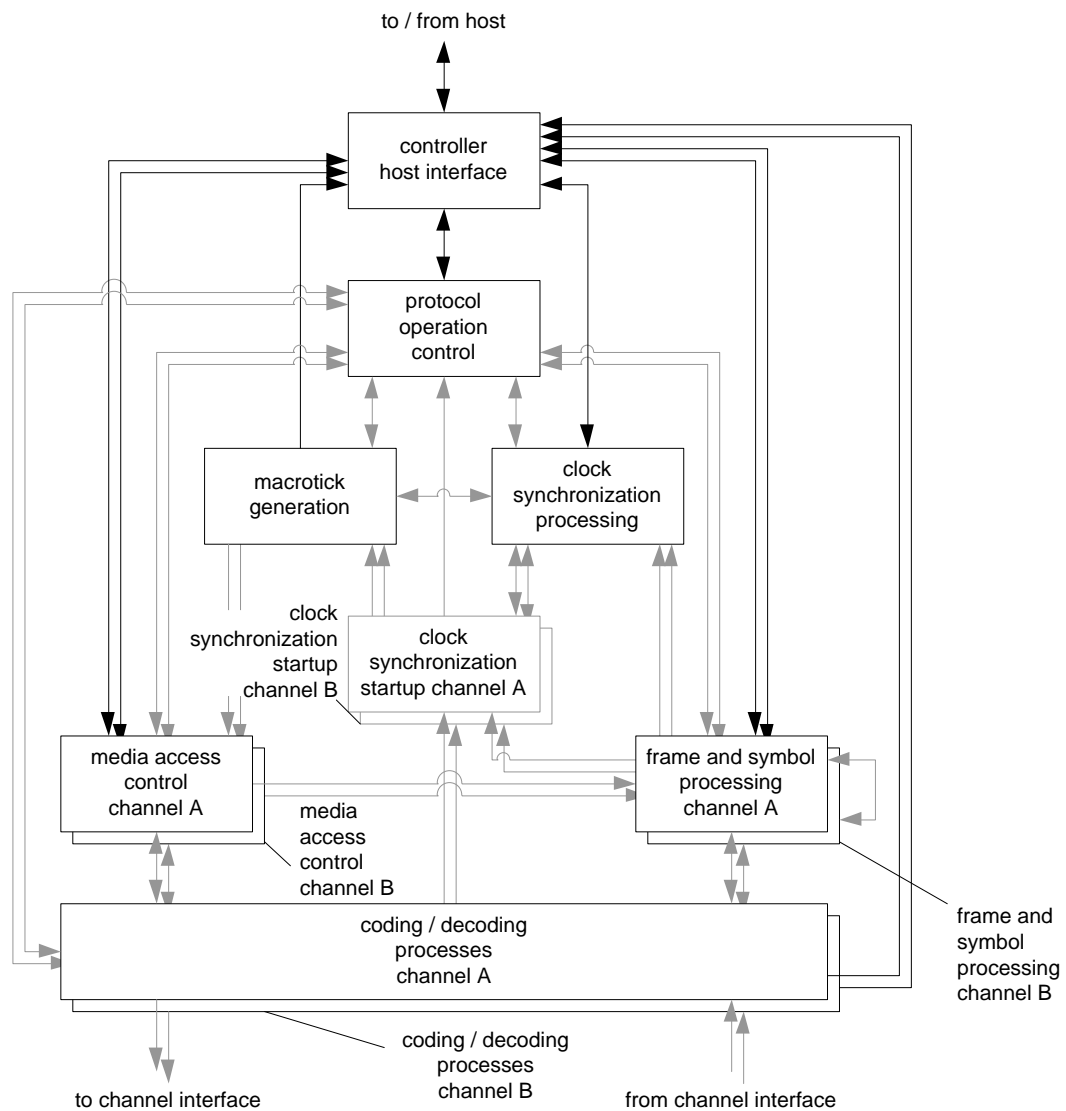 to / from host
controller
host interface
protocol
operation
control
macrotick
generation
clock
synchronization
processing
clock
synchronization
startup
channel B
clock
synchronization
startup channel A
media access
control
channel A
frame and symbol
processing
channel A
media
access
control
channel B
coding / decoding
processes
channel A
frame and
symbol
processing
channel B
coding / decoding
processes
channel B
to channel interface
from channel interface